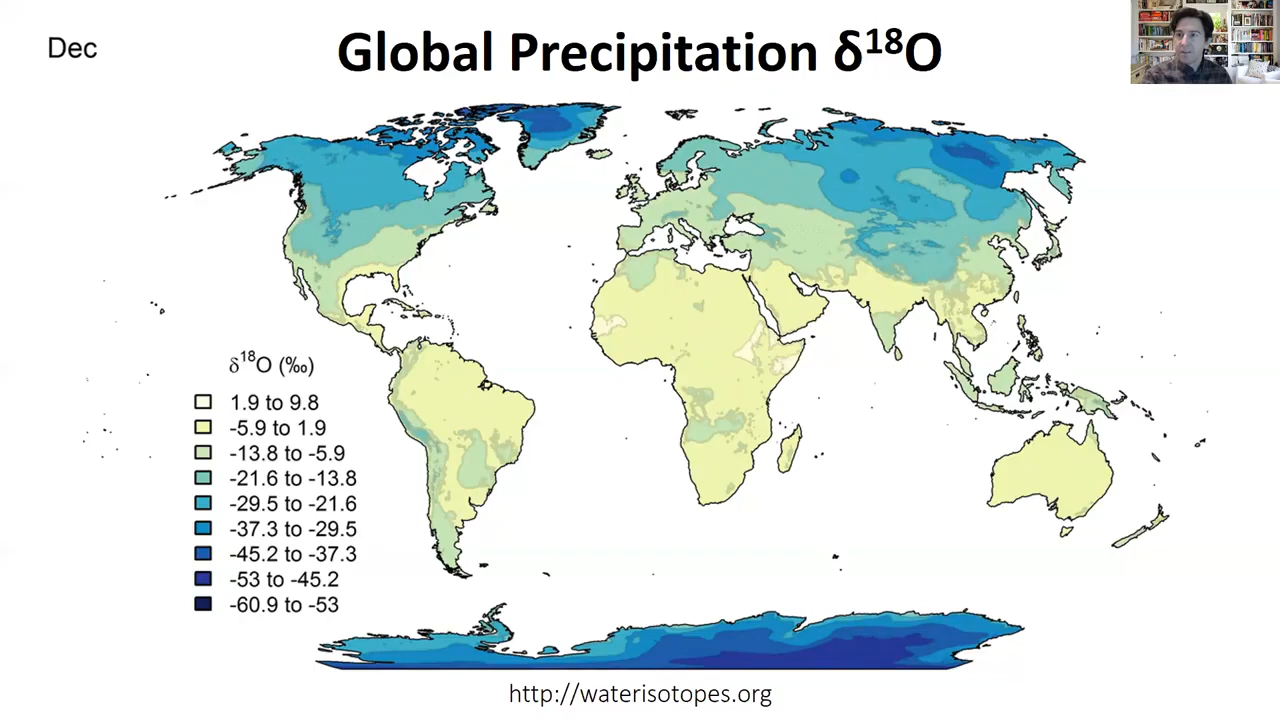 Dec
Global Precipitation δ¹⁸O
δ¹⁸O (‰)
1.9 to 9.8
-5.9 to 1.9
-13.8 to -5.9
-21.6 to -13.8
-29.5 to -21.6
-37.3 to -29.5
-45.2 to -37.3
-53 to -45.2
-60.9 to -53
http://waterisotopes.org